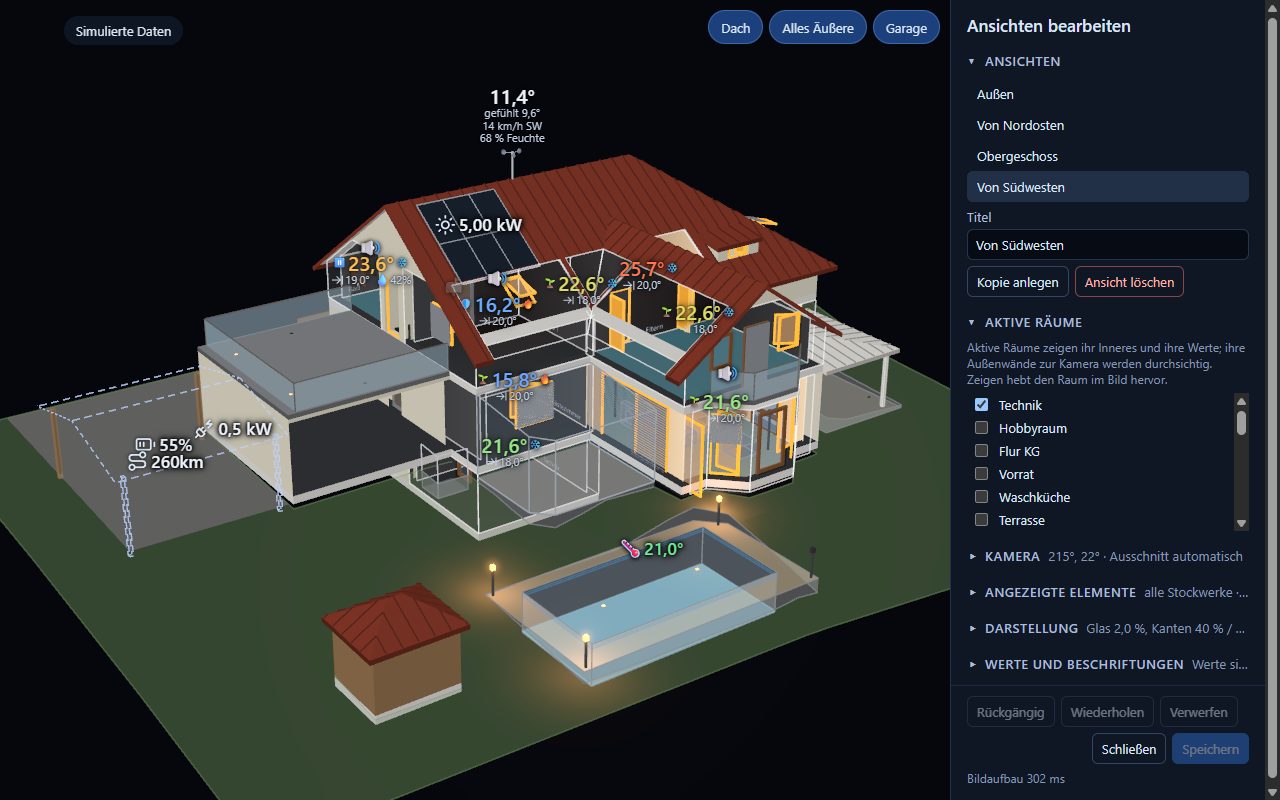 Simulierte Daten
Dach
Alles Äußere
Garage
11,4°
gefühlt 9,6°
14 km/h SW
68 % Feuchte
5,00 kW
23,6°
19,0°
42%
25,7°
20,0°
22,6°
18,0°
16,2°
20,0°
22,6°
18,0°
Eltern
15,8°
20,0°
21,6°
20,0°
21,6°
18,0°
0,5 kW
55%
260km
21,0°
Ansichten bearbeiten
ANSICHTEN
Außen
Von Nordosten
Obergeschoss
Von Südwesten
Titel
Von Südwesten
Kopie anlegen
Ansicht löschen
AKTIVE RÄUME
Aktive Räume zeigen ihr Inneres und ihre Werte; ihre
Außenwände zur Kamera werden durchsichtig.
Zeigen hebt den Raum im Bild hervor.
Technik
Hobbyraum
Flur KG
Vorrat
Waschküche
Terrasse
KAMERA 215°, 22° · Ausschnitt automatisch
ANGEZEIGTE ELEMENTE alle Stockwerke ·...
DARSTELLUNG Glas 2,0 %, Kanten 40 % / ...
WERTE UND BESCHRIFTUNGEN Werte si...
Rückgängig
Wiederholen
Verwerfen
Schließen
Speichern
Bildaufbau 302 ms